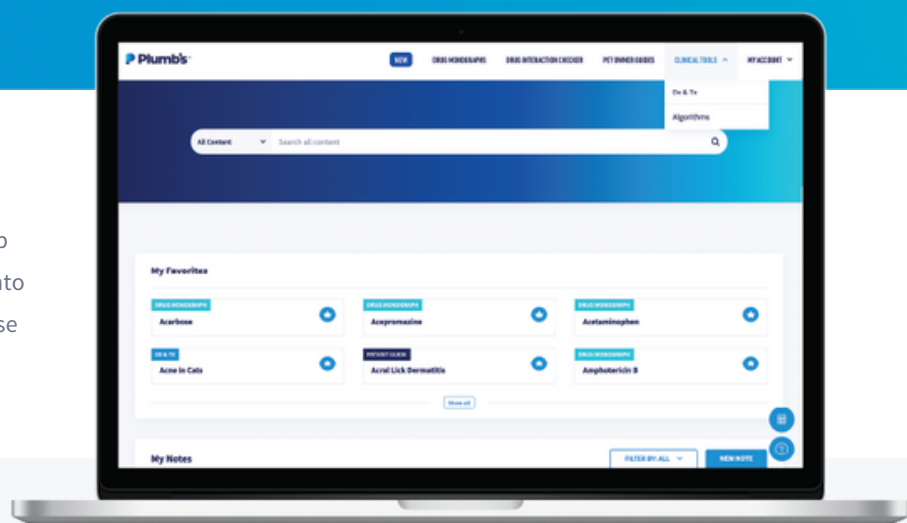 Plumb's
NEW DRUG MONOGRAPHS DRUG INTERACTION CHECKER PET OWNER GUIDES CLINICAL TOOLS MY ACCOUNT
Dx & Tx
Algorithms
All Content Search all content
My Favorites
DRUG MONOGRAPH DRUG MONOGRAPH DRUG MONOGRAPH
Acarbose Acepromazine Acetaminophen
DX & TX PATIENT GUIDE DRUG MONOGRAPH
Acne in Cats Acral Lick Dermatitis Amphotericin B
Show all
My Notes FILTER BY: ALL NEW NOTE